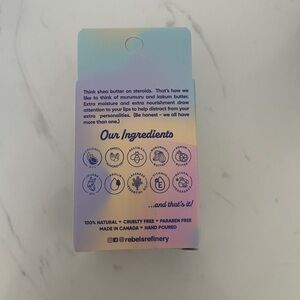 Think shea butter on steroids. That's how we
like to think of murumuru and kokum butter.
Extra moisture and extra nourishment draw
attention to your lips to help distract from your
extra personalities. (Be honest - we all have
more than one.)
Our Ingredients
...and that's it!
100% NATURAL • CRUELTY FREE • PARABEN FREE
MADE IN CANADA • HAND POURED
@rebelsrefinery